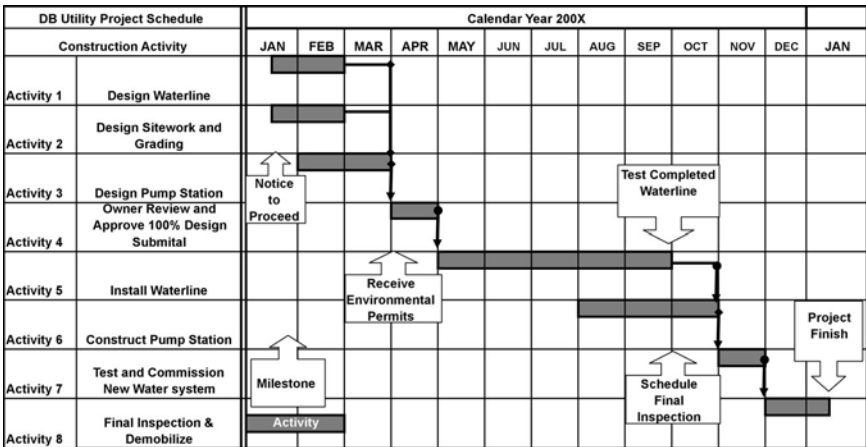 DB Utility Project Schedule
Calendar Year 200X
Construction Activity
JAN
FEB
MAR
APR
MAY
JUN
JUL
AUG
SEP
OCT
NOV
DEC
JAN
Activity 1
Design Waterline
Activity 2
Design Sitework and
Grading
Activity 3
Design Pump Station
Activity 4
Owner Review and
Approve 100% Design
Submital
Activity 5
Install Waterline
Activity 6
Construct Pump Station
Activity 7
Test and Commission
New Water system
Activity 8
Final Inspection &
Demobilize
Notice
to
Proceed
Test Completed
Waterline
Receive
Environmental
Permits
Project
Finish
Milestone
Schedule
Final
Inspection
Activity